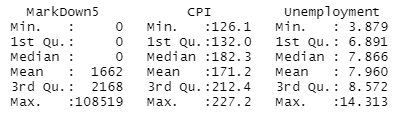 MarkDown5 CPI Unemployment
Min. : 0 Min. :126.1 Min. : 3.879
1st Qu.: 0 1st Qu.:132.0 1st Qu.: 6.891
Median : 0 Median :182.3 Median : 7.866
Mean : 1662 Mean :171.2 Mean : 7.960
3rd Qu.: 2168 3rd Qu.:212.4 3rd Qu.: 8.572
Max. :108519 Max. :227.2 Max. :14.313